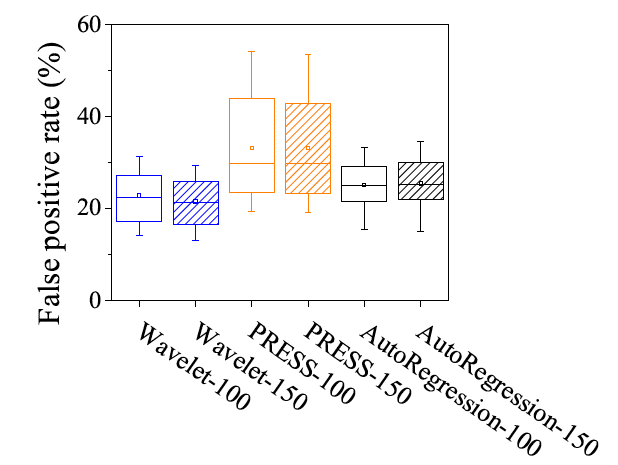 False positive rate (%)
60
40
20
0
Wavelet-100
Wavelet-150
PRESS-100
PRESS-150
AutoRegression-100
AutoRegression-150